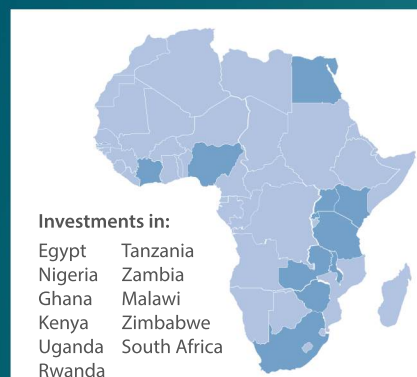 Investments in:
Egypt Tanzania
Nigeria Zambia
Ghana Malawi
Kenya Zimbabwe
Uganda South Africa
Rwanda